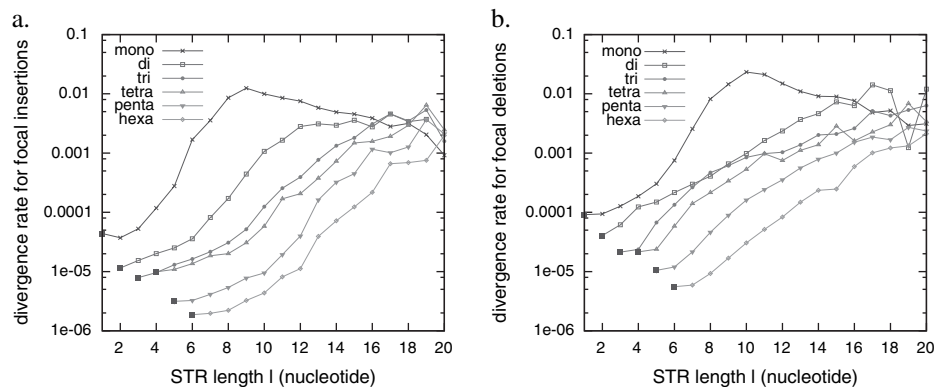 a.
divergence rate for focal insertions
0.1
0.01
0.001
0.0001
1e-05
1e-06
mono
di
tri
tetra
penta
hexa
2 4 6 8 10 12 14 16 18 20
STR length l (nucleotide)
b.
divergence rate for focal deletions
0.1
0.01
0.001
0.0001
1e-05
1e-06
mono
di
tri
tetra
penta
hexa
2 4 6 8 10 12 14 16 18 20
STR length l (nucleotide)